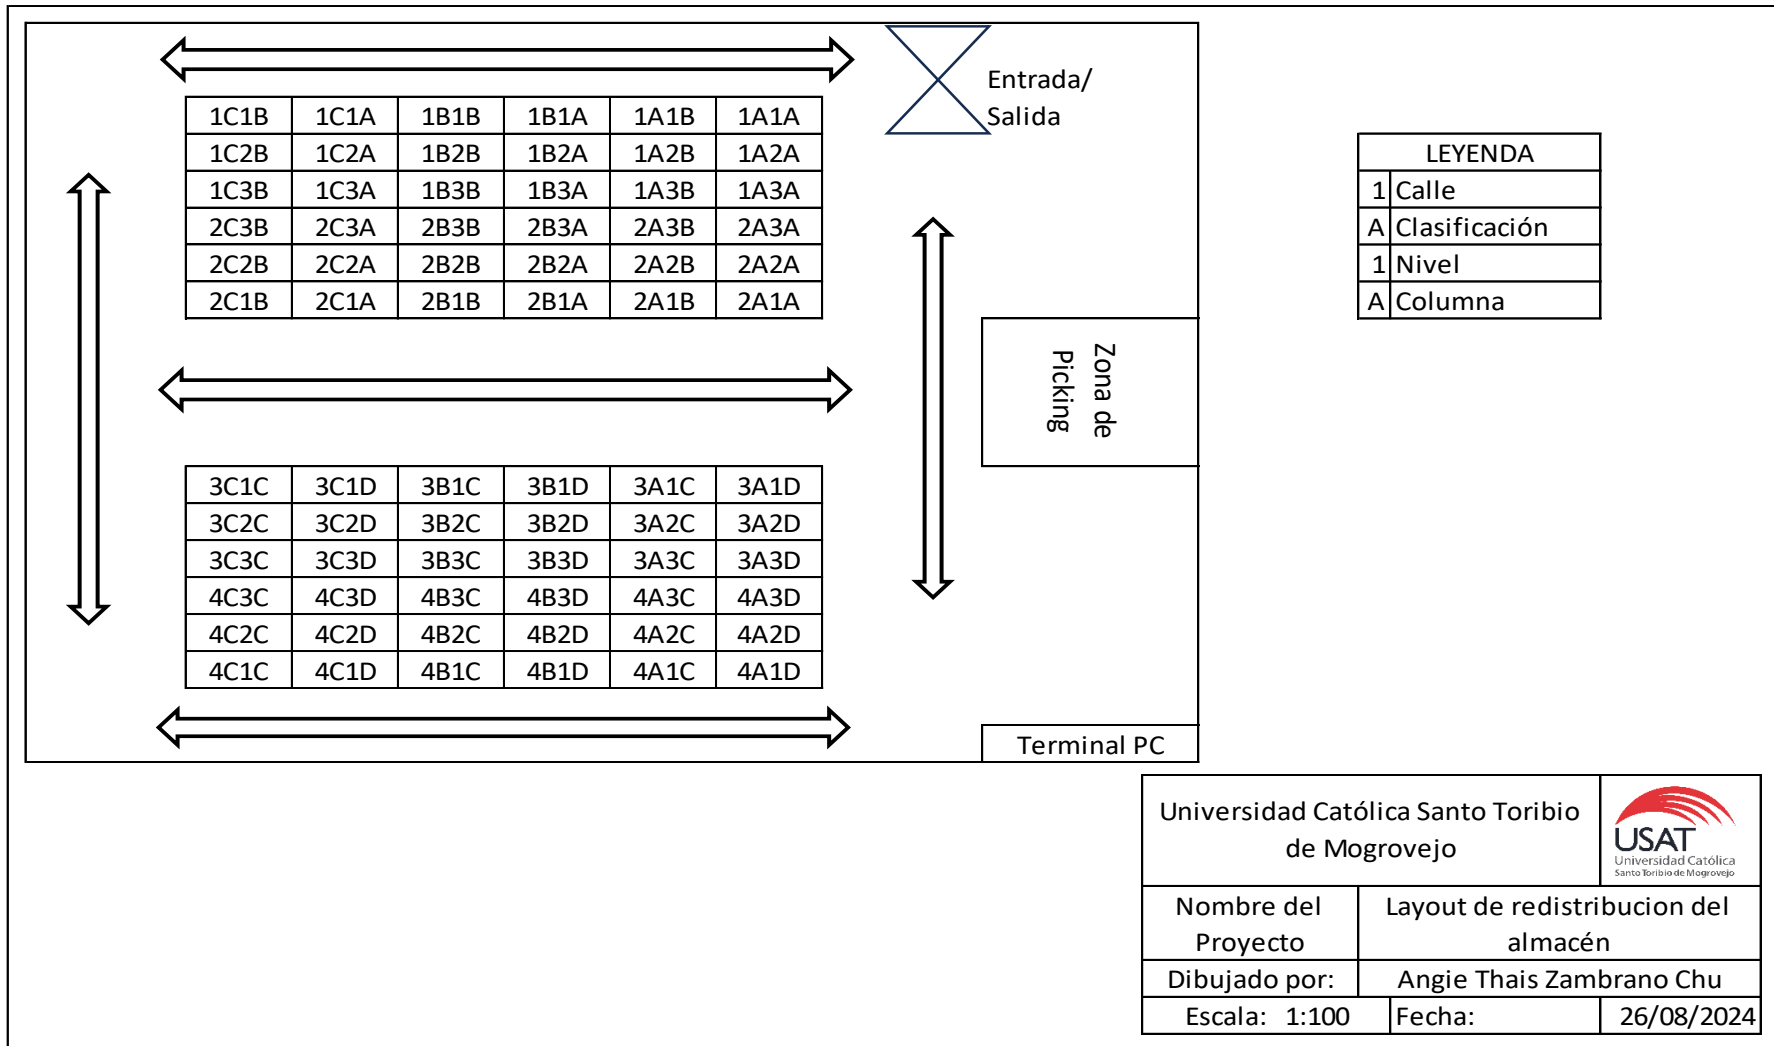 Entrada/
Salida
1C1B 1C1A 1B1B 1B1A 1A1B 1A1A
1C2B 1C2A 1B2B 1B2A 1A2B 1A2A
1C3B 1C3A 1B3B 1B3A 1A3B 1A3A
2C3B 2C3A 2B3B 2B3A 2A3B 2A3A
2C2B 2C2A 2B2B 2B2A 2A2B 2A2A
2C1B 2C1A 2B1B 2B1A 2A1B 2A1A
LEYENDA
1 Calle
A Clasificación
1 Nivel
A Columna
Zona de
Picking
3C1C 3C1D 3B1C 3B1D 3A1C 3A1D
3C2C 3C2D 3B2C 3B2D 3A2C 3A2D
3C3C 3C3D 3B3C 3B3D 3A3C 3A3D
4C3C 4C3D 4B3C 4B3D 4A3C 4A3D
4C2C 4C2D 4B2C 4B2D 4A2C 4A2D
4C1C 4C1D 4B1C 4B1D 4A1C 4A1D
Terminal PC
Universidad Católica Santo Toribio
de Mogrovejo
USAT
Universidad Católica
Santo Toribio de Mogrovejo
Nombre del
Proyecto
Layout de redistribucion del
almacén
Dibujado por: Angie Thais Zambrano Chu
Escala: 1:100 Fecha: 26/08/2024